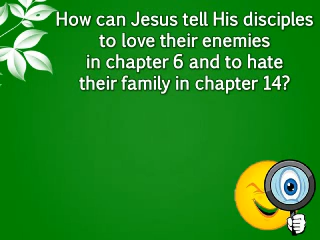 How can Jesus tell His disciples
to love their enemies
in chapter 6 and to hate
their family in chapter 14?